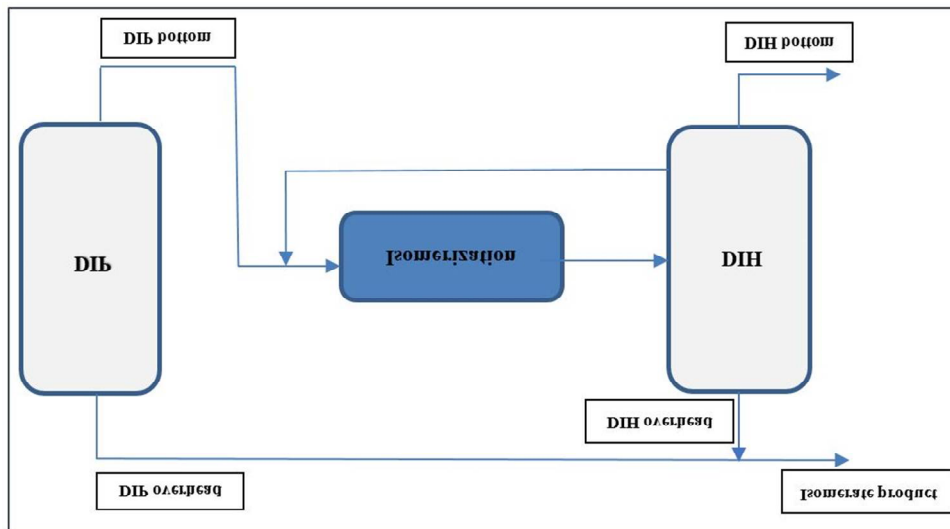 DIP bottom
DIH bottom
Isomerization
DIP
DIH
DIH overhead
DIP overhead
Isomerate product